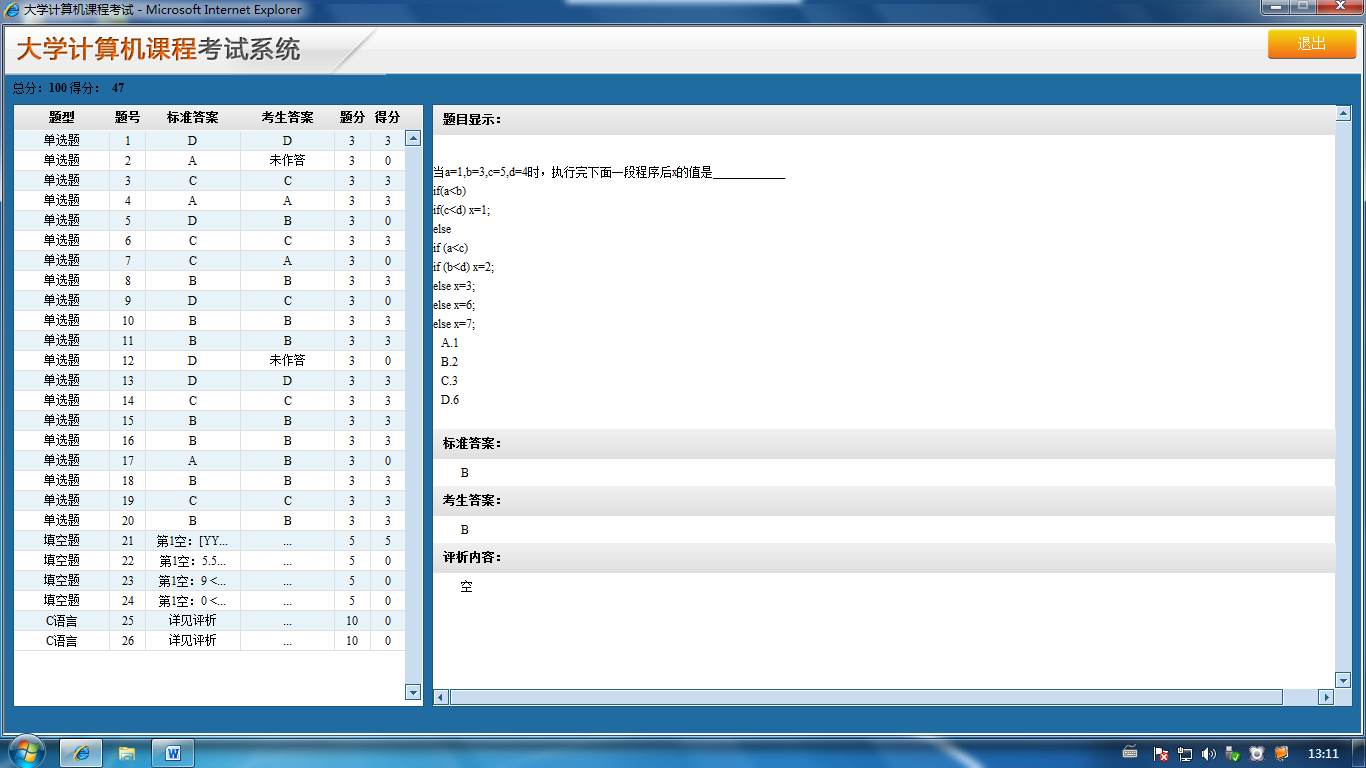 大学计算机课程考试 - Microsoft Internet Explorer
大学计算机课程考试系统
退出
总分：100 得分： 47
题型 题号 标准答案 考生答案 题分 得分
单选题 1 D D 3 3
单选题 2 A 未作答 3 0
单选题 3 C C 3 3
单选题 4 A A 3 3
单选题 5 D B 3 0
单选题 6 C C 3 3
单选题 7 C A 3 0
单选题 8 B B 3 3
单选题 9 D C 3 0
单选题 10 B B 3 3
单选题 11 B B 3 3
单选题 12 D 未作答 3 0
单选题 13 D D 3 3
单选题 14 C C 3 3
单选题 15 B B 3 3
单选题 16 B B 3 3
单选题 17 A B 3 0
单选题 18 B B 3 3
单选题 19 C C 3 3
单选题 20 B B 3 3
填空题 21 第1空：[YY... ... 5 5
填空题 22 第1空：5.5... ... 5 0
填空题 23 第1空：9 <... ... 5 0
填空题 24 第1空：0 <... ... 5 0
C语言 25 详见评析 ... 10 0
C语言 26 详见评析 ... 10 0
题目显示：
当a=1,b=3,c=5,d=4时，执行完下面一段程序后x的值是____________
if(a<b)
if(c<d) x=1;
else
if (a<c)
if (b<d) x=2;
else x=3;
else x=6;
else x=7;
A.1
B.2
C.3
D.6
标准答案：
B
考生答案：
B
评析内容：
空
13:11